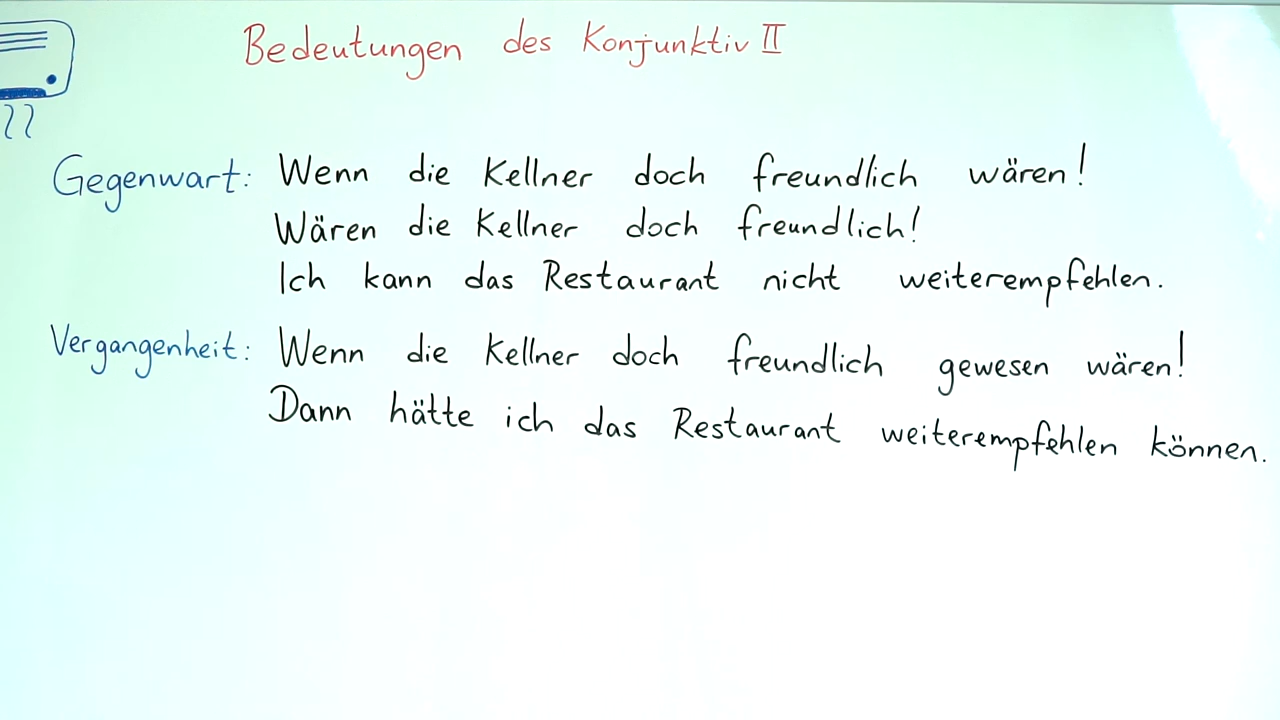 Bedeutungen des Konjunktiv II
Gegenwart: Wenn die Kellner doch freundlich wären!
Wären die Kellner doch freundlich!
Ich kann das Restaurant nicht weiterempfehlen.
Vergangenheit: Wenn die Kellner doch freundlich gewesen wären!
Dann hätte ich das Restaurant weiterempfehlen können.